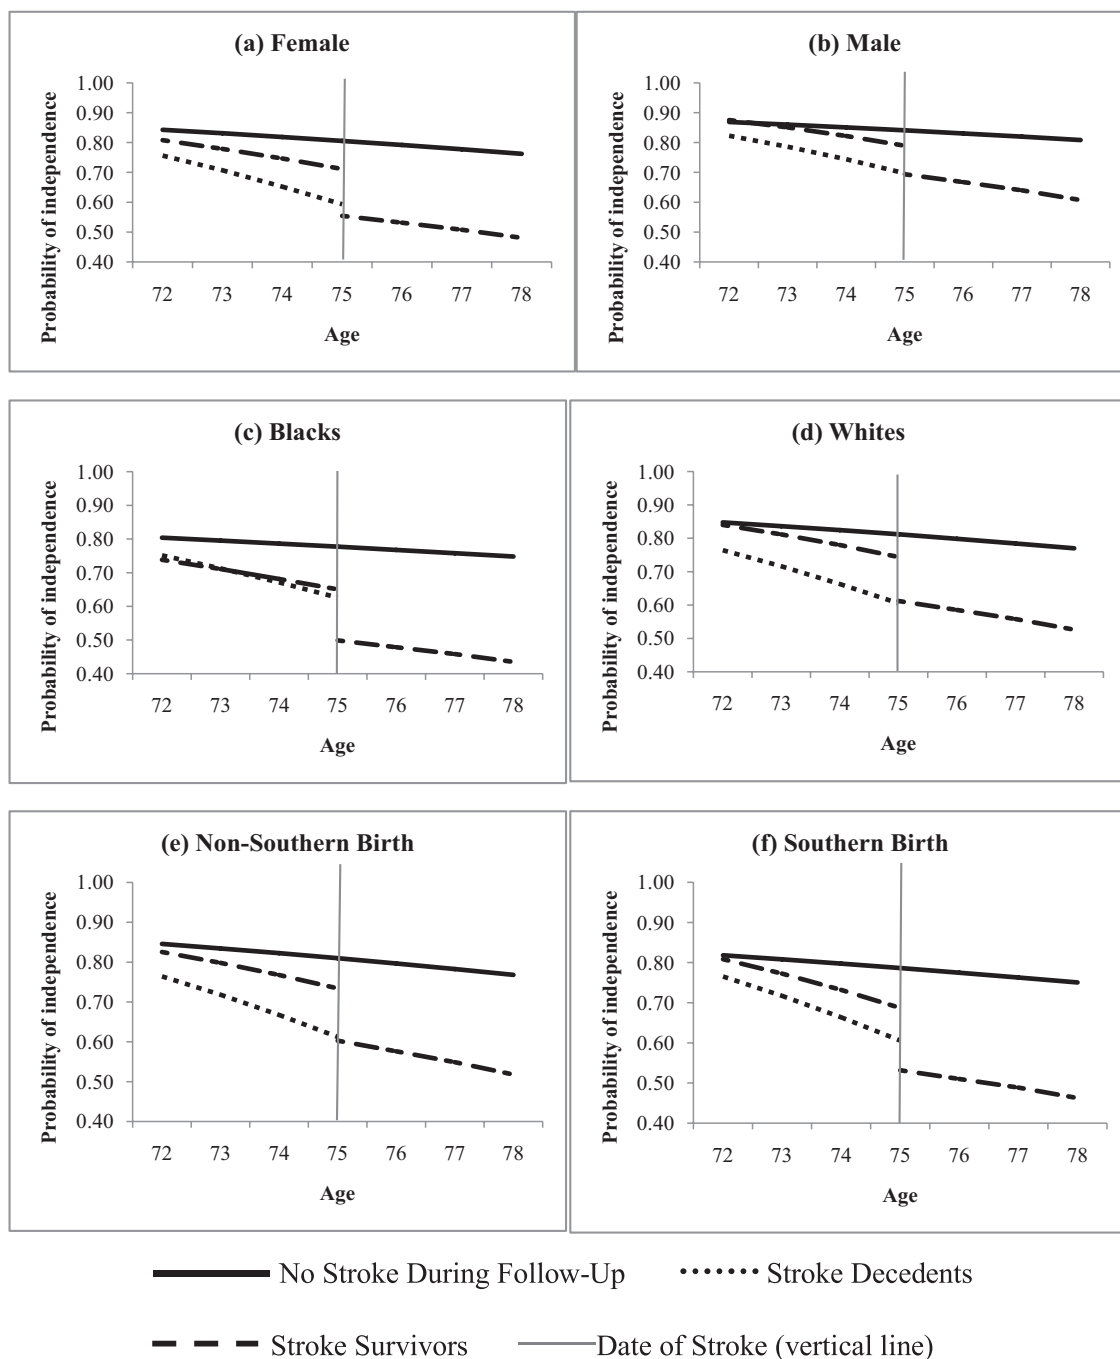 (a) Female
Probability of independence
1.00
0.90
0.80
0.70
0.60
0.50
0.40
72 73 74 75 76 77 78
Age
(b) Male
Probability of independence
1.00
0.90
0.80
0.70
0.60
0.50
0.40
72 73 74 75 76 77 78
Age
(c) Blacks
Probability of independence
1.00
0.90
0.80
0.70
0.60
0.50
0.40
72 73 74 75 76 77 78
Age
(d) Whites
Probability of independence
1.00
0.90
0.80
0.70
0.60
0.50
0.40
72 73 74 75 76 77 78
Age
(e) Non-Southern Birth
Probability of independence
1.00
0.90
0.80
0.70
0.60
0.50
0.40
72 73 74 75 76 77 78
Age
(f) Southern Birth
Probability of independence
1.00
0.90
0.80
0.70
0.60
0.50
0.40
72 73 74 75 76 77 78
Age
No Stroke During Follow-Up
Stroke Decedents
Stroke Survivors
Date of Stroke (vertical line)